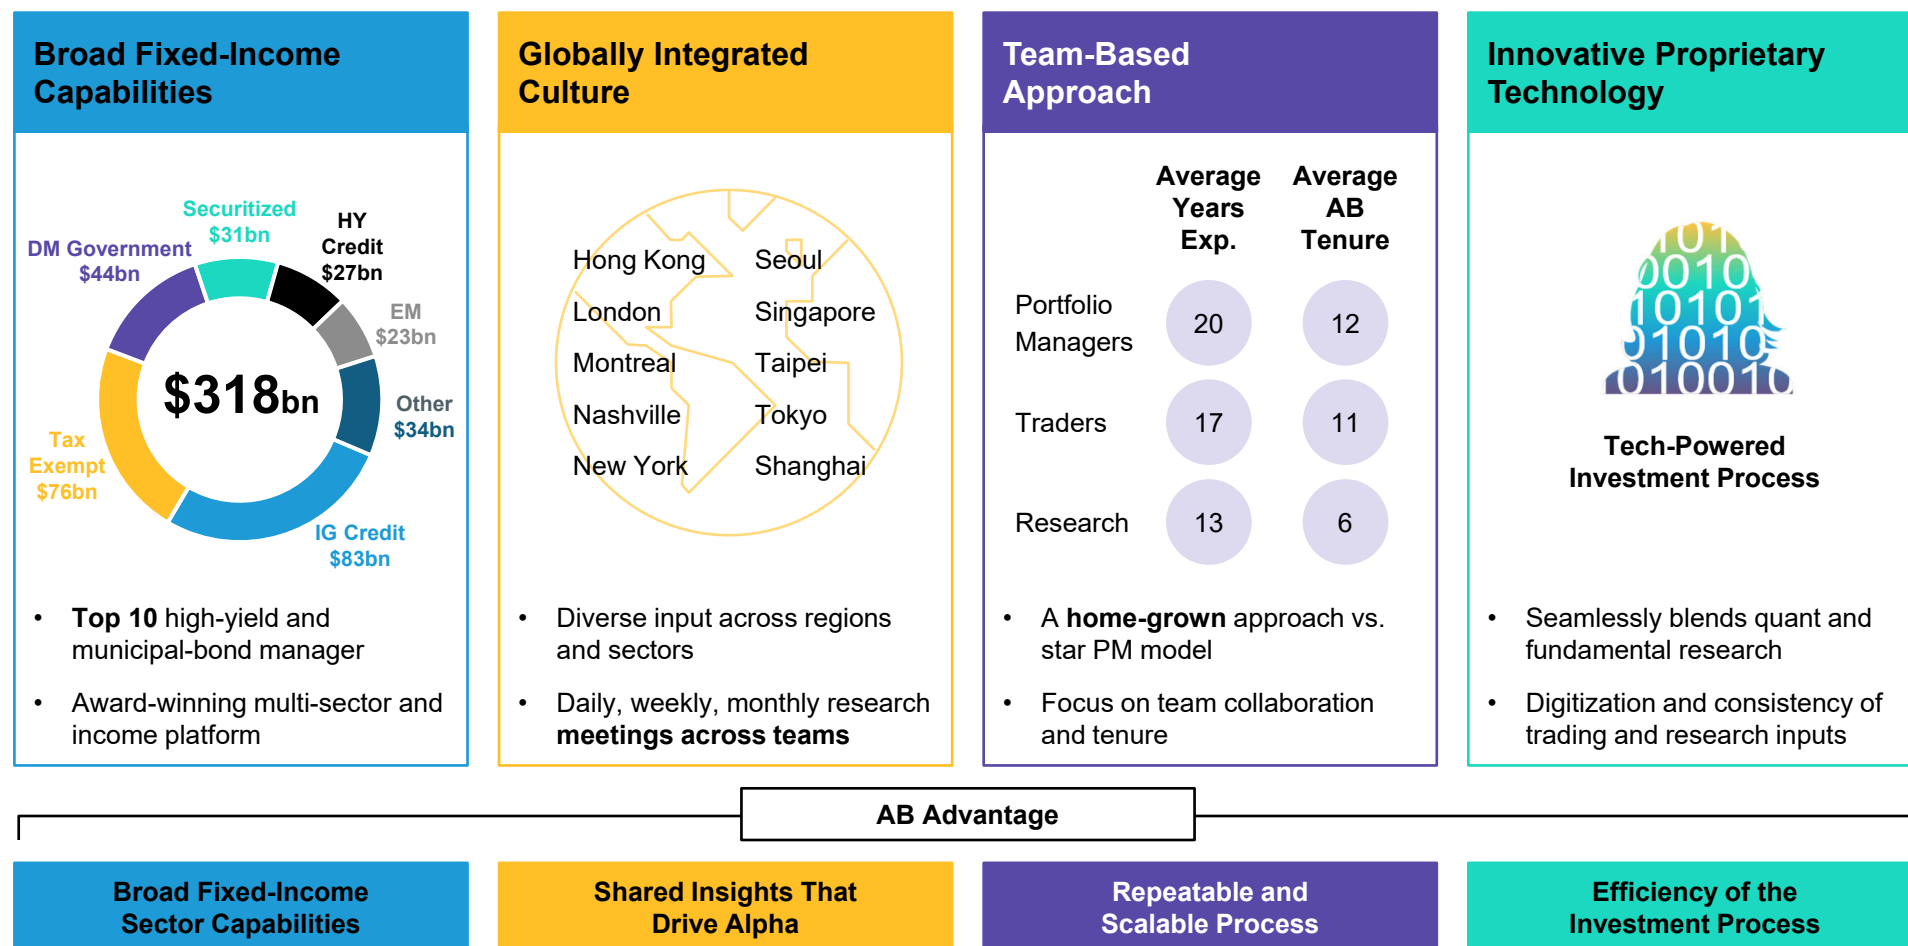 Broad Fixed-Income
Capabilities
Securitized
$31bn
HY
Credit
$27bn
DM Government
$44bn
EM
$23bn
$318bn
Other
$34bn
Tax
Exempt
$76bn
IG Credit
$83bn
• Top 10 high-yield and
municipal-bond manager
• Award-winning multi-sector and
income platform
Globally Integrated
Culture
Hong Kong
London
Montreal
Nashville
New York
Seoul
Singapore
Taipei
Tokyo
Shanghai
• Diverse input across regions
and sectors
• Daily, weekly, monthly research
meetings across teams
Team-Based
Approach
Average
Years
Exp.
Average
AB
Tenure
Portfolio
Managers
20
12
Traders
17
11
Research
13
6
• A home-grown approach vs.
star PM model
• Focus on team collaboration
and tenure
Innovative Proprietary
Technology
101
0010
10101
01010
010010
Tech-Powered
Investment Process
• Seamlessly blends quant and
fundamental research
• Digitization and consistency of
trading and research inputs
AB Advantage
Broad Fixed-Income
Sector Capabilities
Shared Insights That
Drive Alpha
Repeatable and
Scalable Process
Efficiency of the
Investment Process